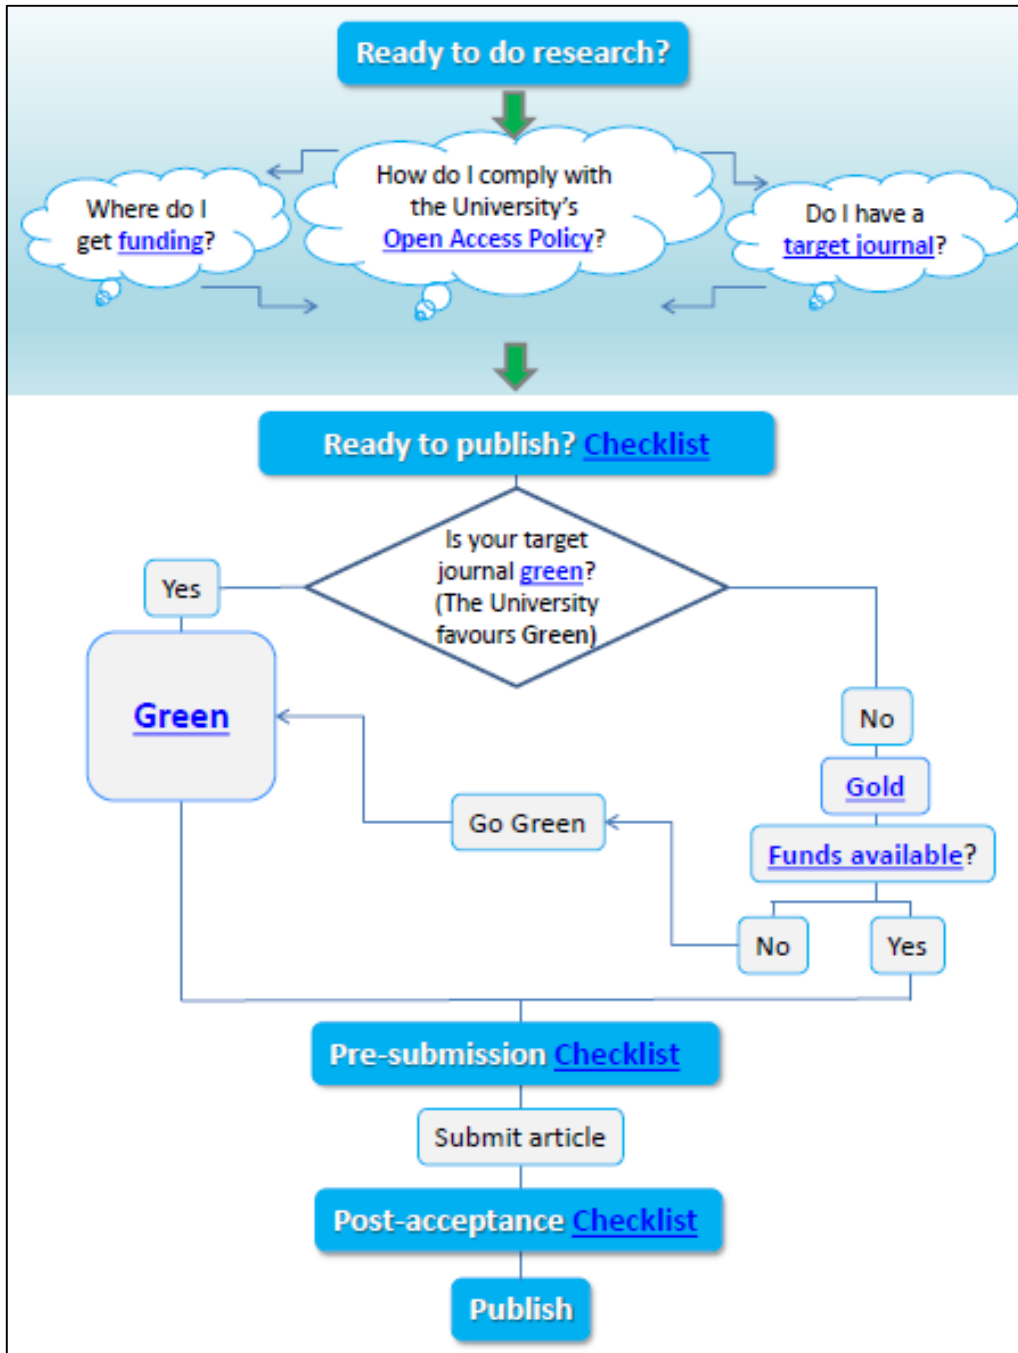 Ready to do research?
How do I comply with
the University's
Open Access Policy?
Where do I
get funding?
Do I have a
target journal?
Ready to publish? Checklist
Is your target
journal green?
(The University
favours Green)
Yes
Green
No
Gold
Funds available?
No
Yes
Go Green
Pre-submission Checklist
Submit article
Post-acceptance Checklist
Publish